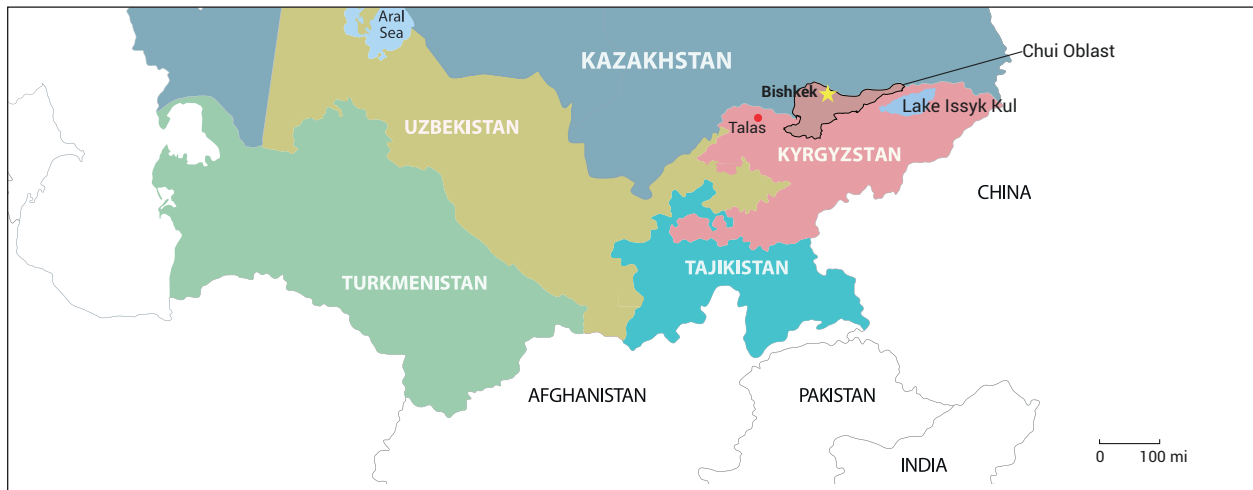 Aral
Sea
KAZAKHSTAN
Chui Oblast
Bishkek
Lake Issyk Kul
Talas
UZBEKISTAN
KYRGYZSTAN
CHINA
TAJIKISTAN
TURKMENISTAN
AFGHANISTAN
PAKISTAN
INDIA
0 100 mi